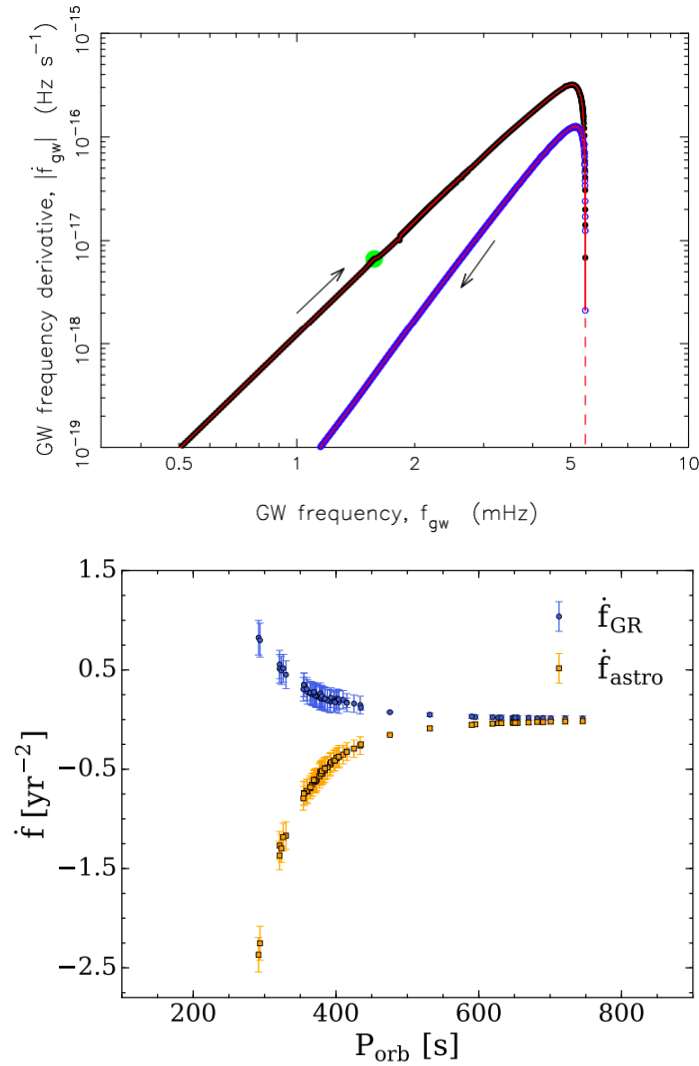 GW frequency derivative, |ḟgw| (Hz s⁻¹)
10⁻¹⁵
10⁻¹⁶
10⁻¹⁷
10⁻¹⁸
10⁻¹⁹
0.5 1 2 5 10
GW frequency, fgw (mHz)
ḟ [yr⁻²]
1.5
0.5
−0.5
−1.5
−2.5
ḟGR
ḟastro
200 400 600 800
Porb [s]